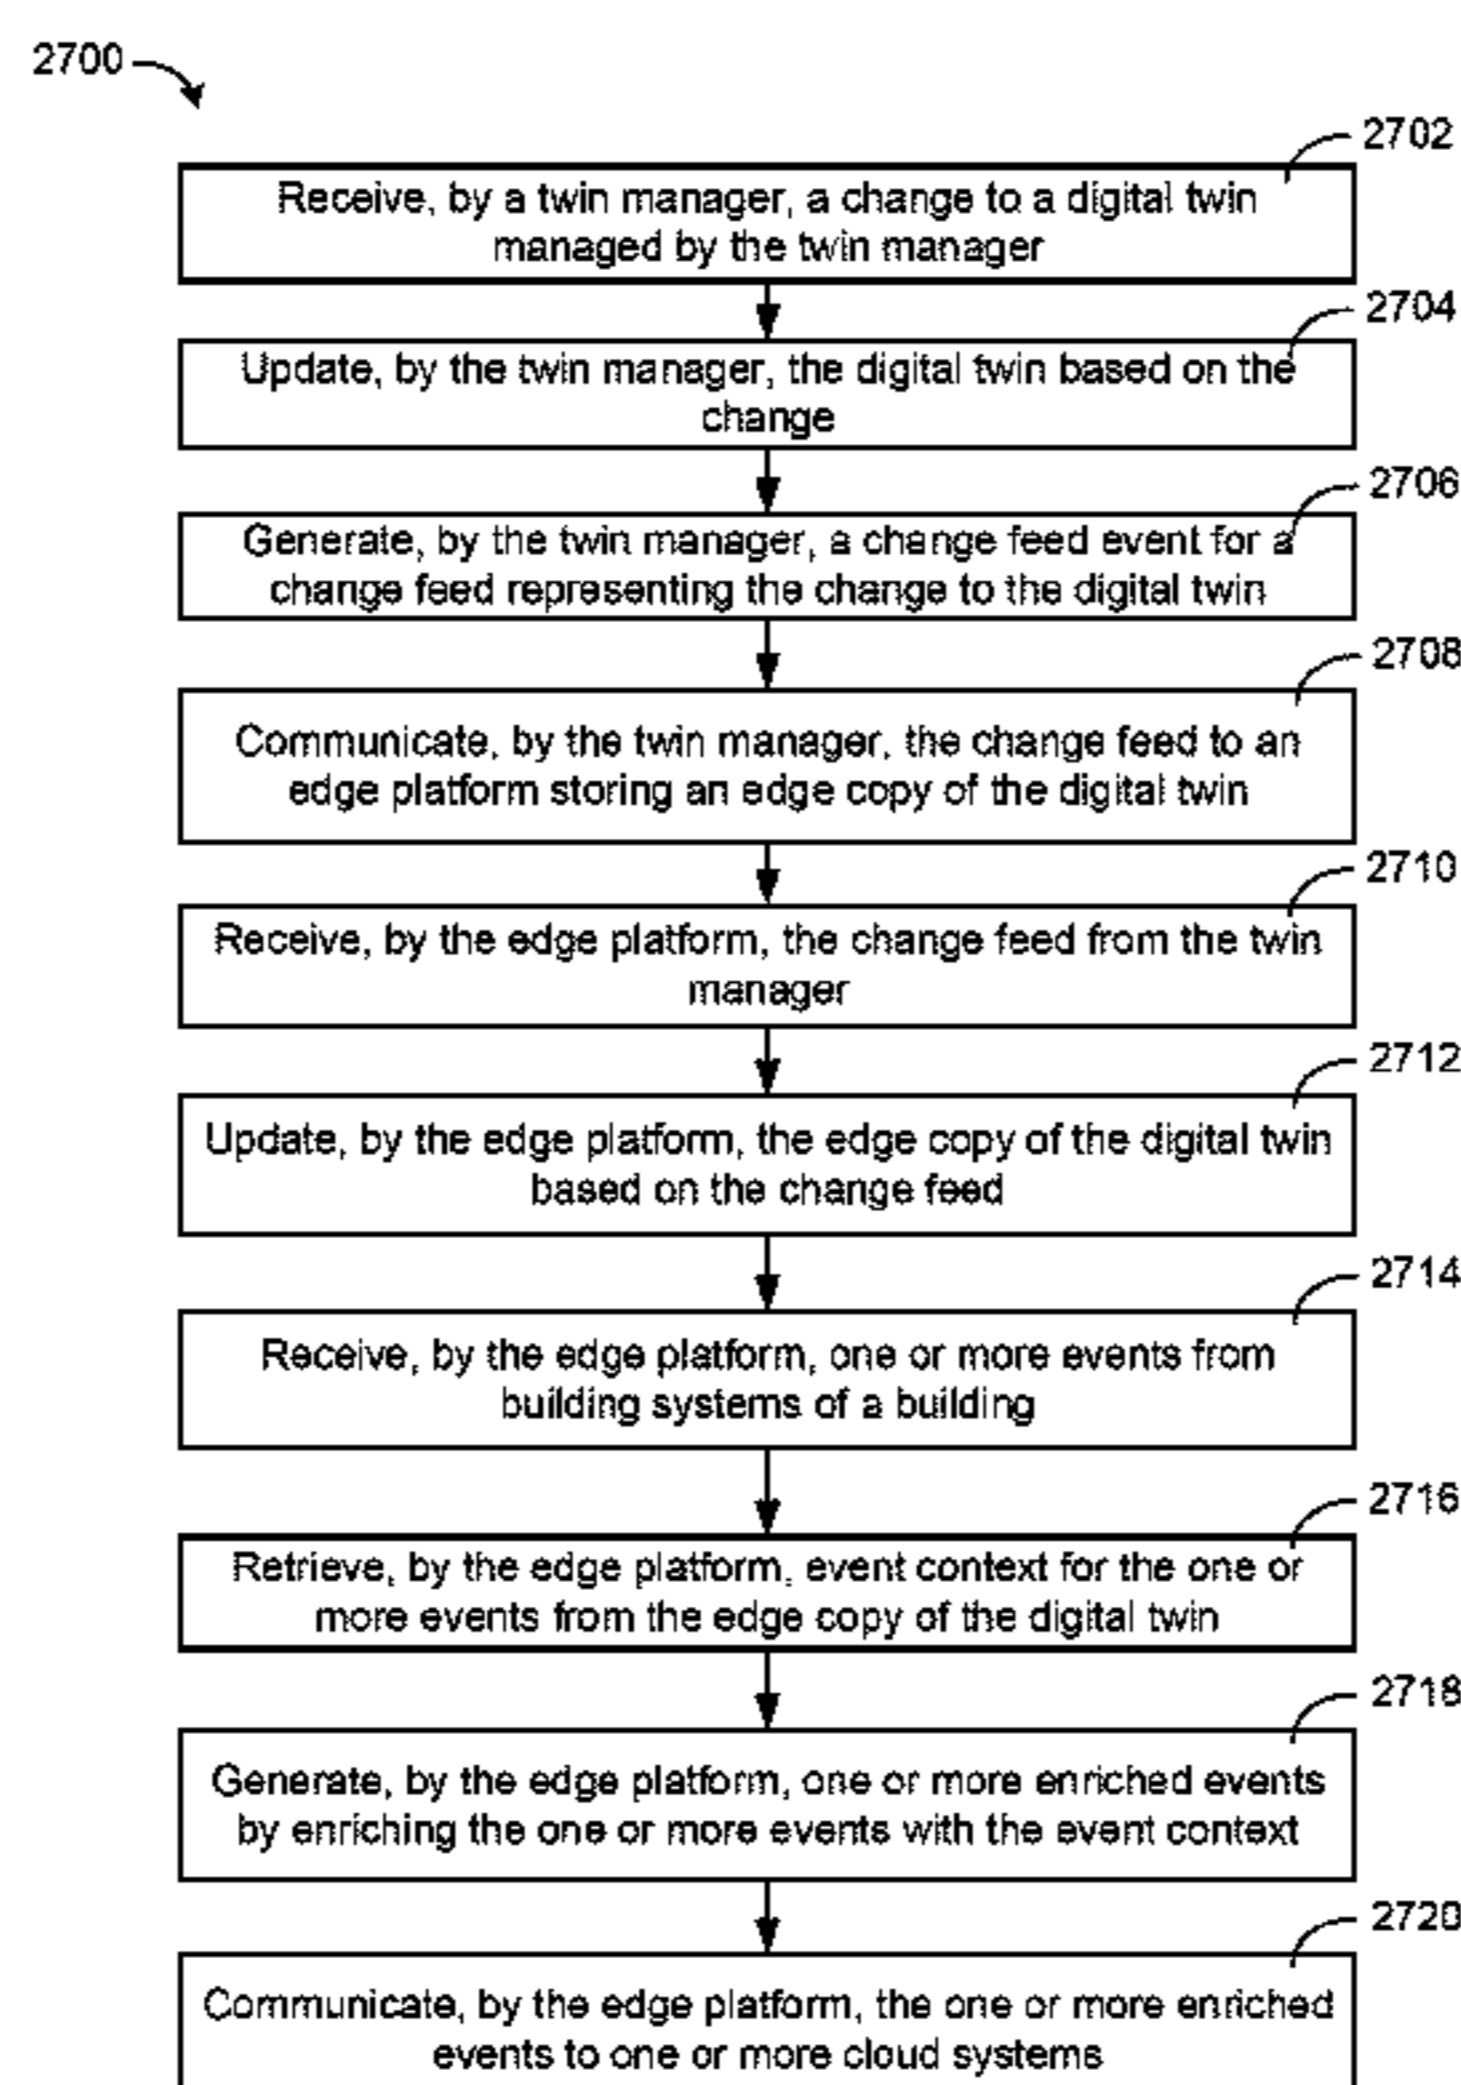 2700
2702
Receive, by a twin manager, a change to a digital twin
managed by the twin manager
2704
Update, by the twin manager, the digital twin based on the
change
2706
Generate, by the twin manager, a change feed event for a
change feed representing the change to the digital twin
2708
Communicate, by the twin manager, the change feed to an
edge platform storing an edge copy of the digital twin
2710
Receive, by the edge platform, the change feed from the twin
manager
2712
Update, by the edge platform, the edge copy of the digital twin
based on the change feed
2714
Receive, by the edge platform, one or more events from
building systems of a building
2716
Retrieve, by the edge platform, event context for the one or
more events from the edge copy of the digital twin
2718
Generate, by the edge platform, one or more enriched events
by enriching the one or more events with the event context
2720
Communicate, by the edge platform, the one or more enriched
events to one or more cloud systems